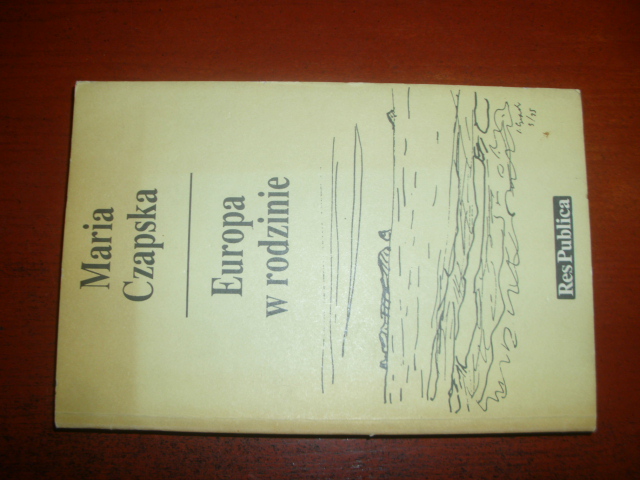 Maria
Czapska
Europa
w rodzinie
Res Publica